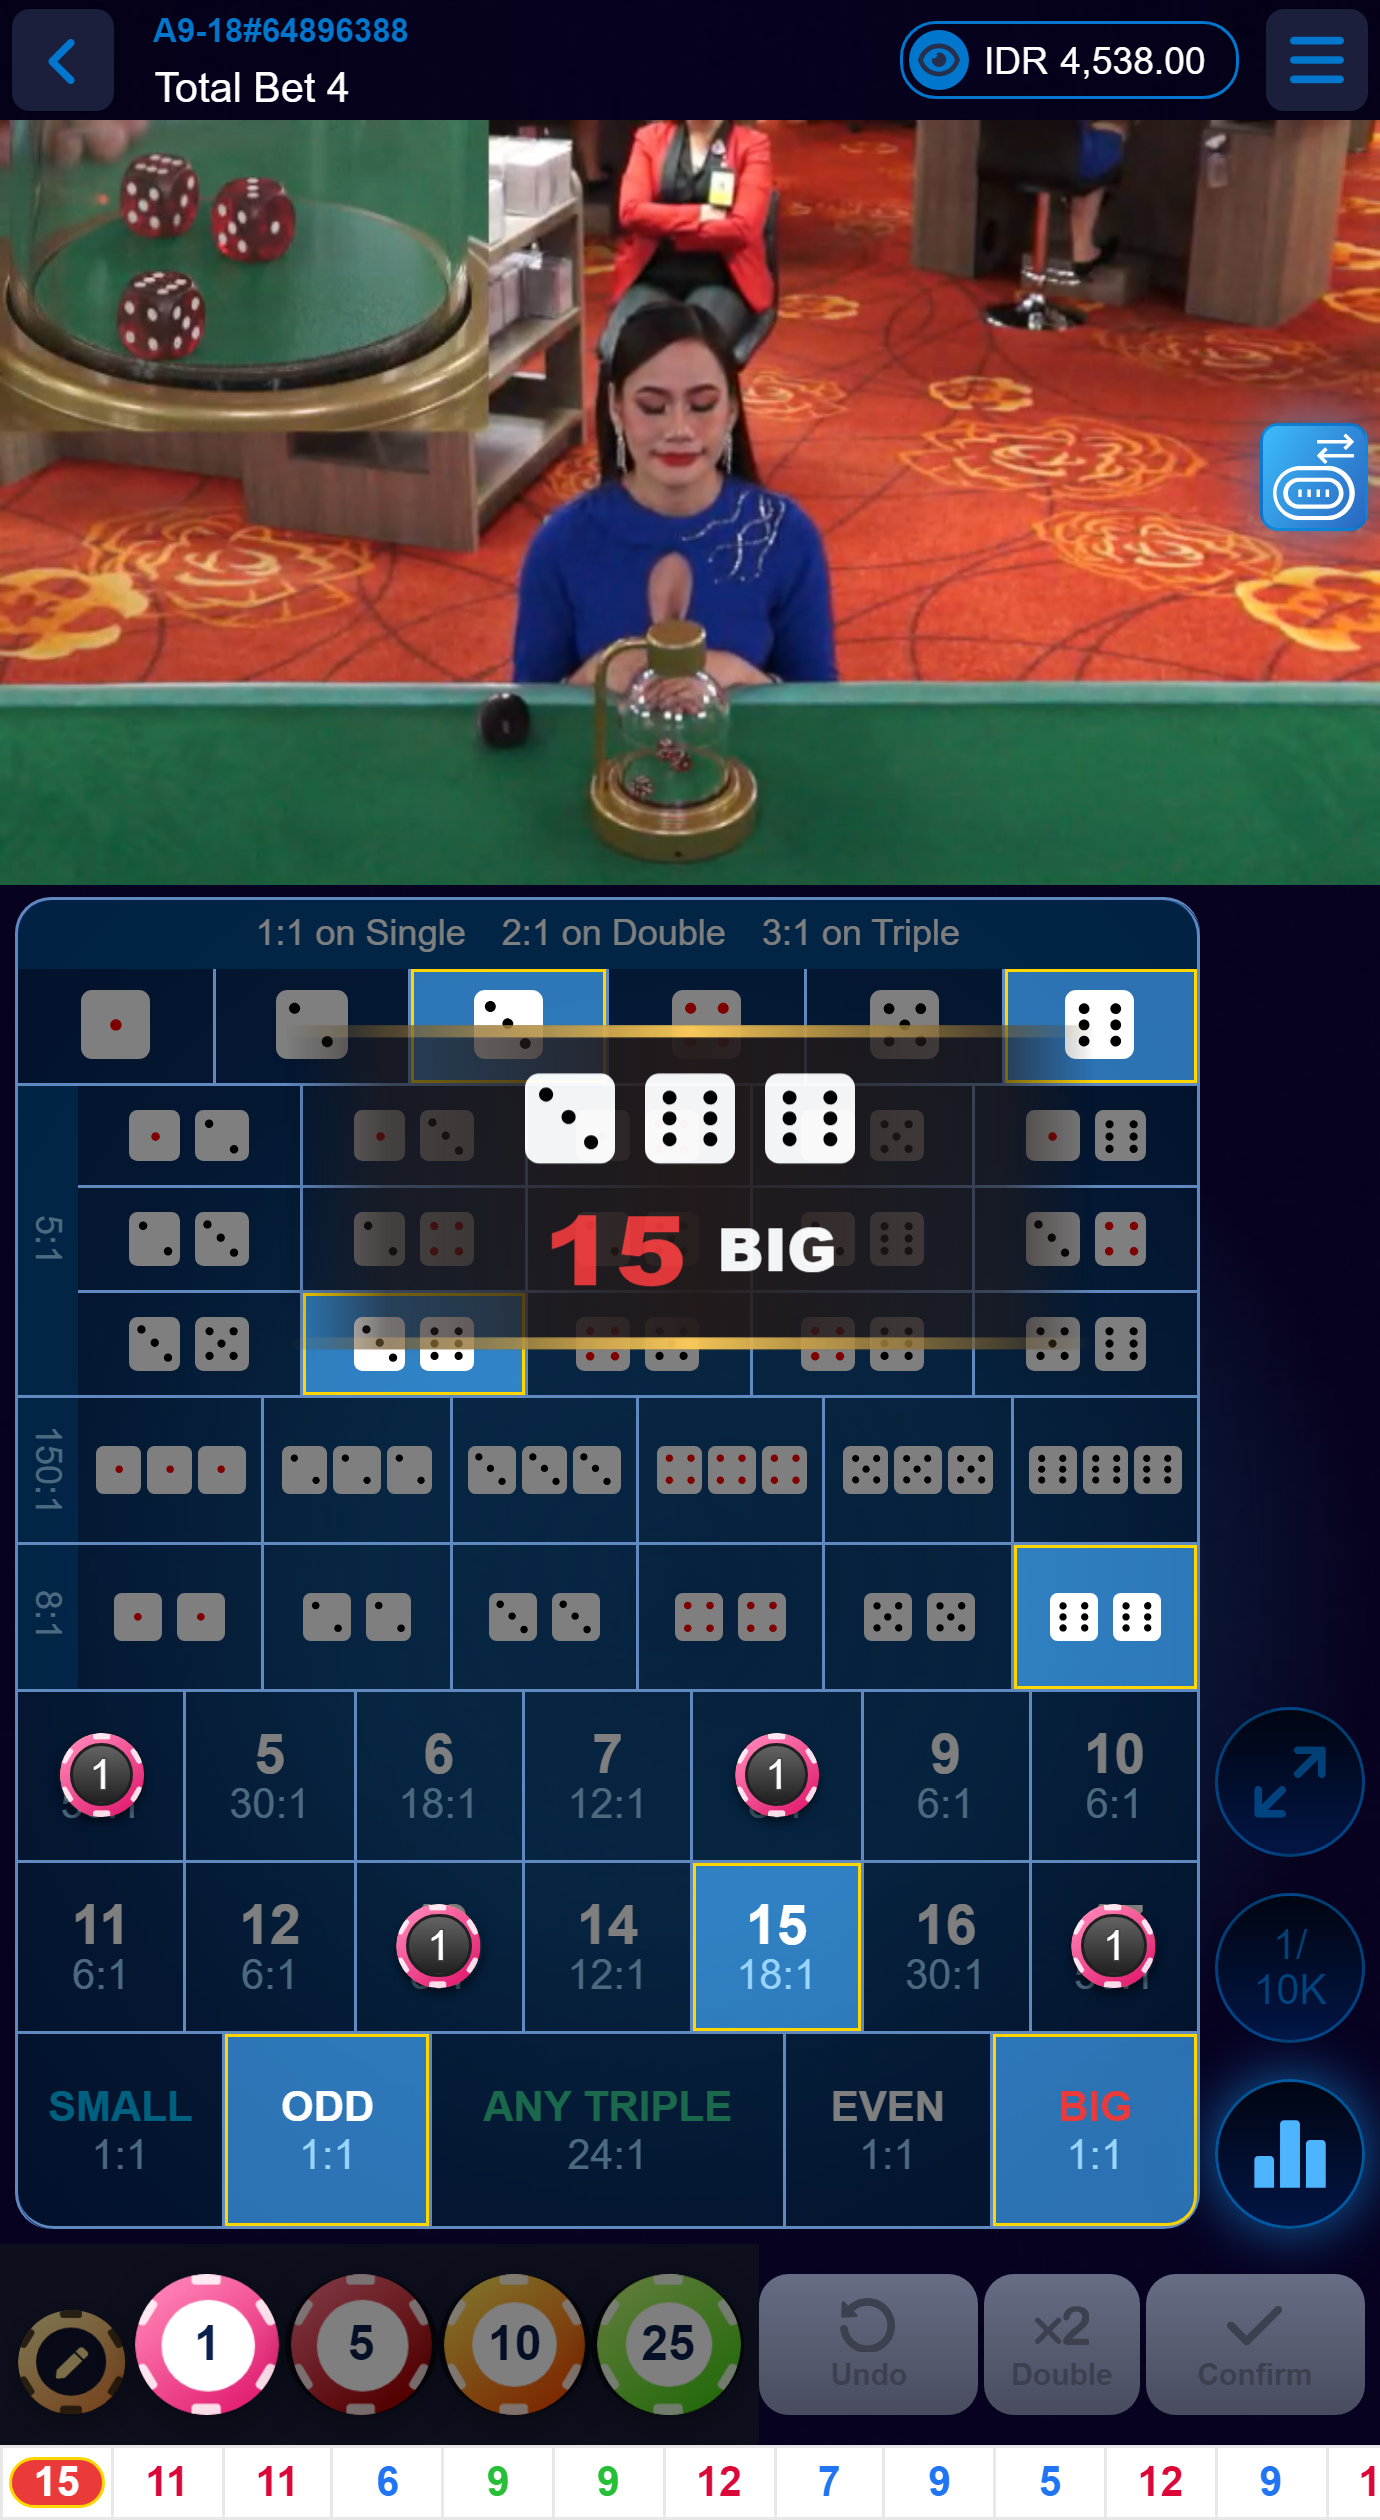 A9-18#64896388
Total Bet 4
IDR 4,538.00
1:1 on Single 2:1 on Double 3:1 on Triple
15 BIG
5:1
150:1
8:1
1 5 6 7 1 9 10
30:1 18:1 12:1 6:1 6:1
11 12 1 14 15 16 1
6:1 6:1 12:1 18:1 30:1
1/
10K
SMALL ODD ANY TRIPLE EVEN BIG
1:1 1:1 24:1 1:1 1:1
1 5 10 25
x2
Undo Double Confirm
15 11 11 6 9 9 12 7 9 5 12 9